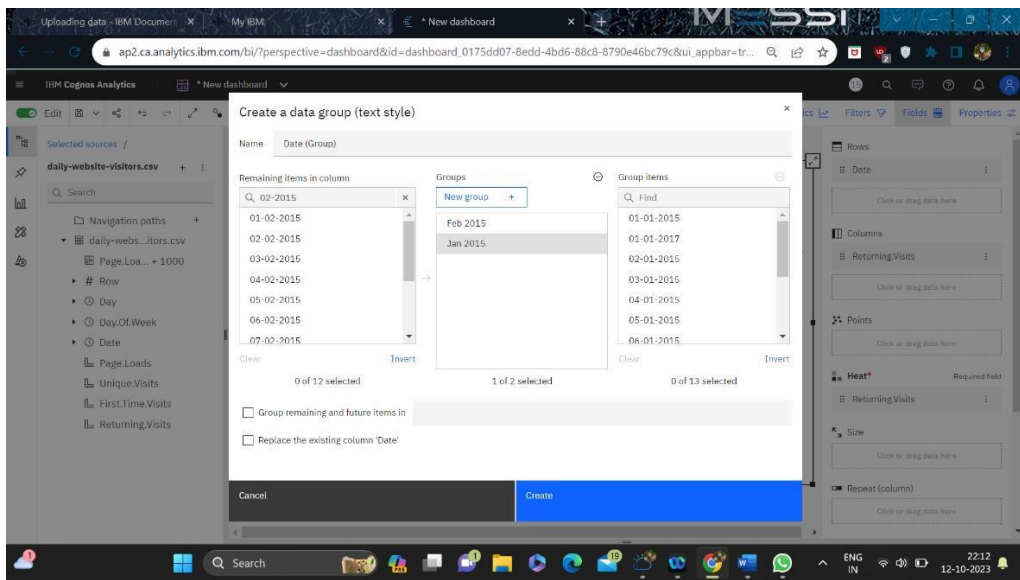 Uploading data - IBM Documen
My IBM
* New dashboard
MESSI
ap2.ca.analytics.ibm.com/bi/?perspective=dashboard&id=dashboard_0175dd07-8edd-4bd6-88c8-8790e46bc79c&ui_appbar=tr...
IBM Cognos Analytics
* New dashboard
Edit
Filters
Fields
Properties
Selected sources /
daily-website-visitors.csv
Search
Navigation paths
daily-webs...itors.csv
Page.Loa... + 1000
# Row
Day
Day.Of.Week
Date
Page.Loads
Unique.Visits
First.Time.Visits
Returning.Visits
Create a data group (text style)
Name Date (Group)
Remaining items in column
02-2015
01-02-2015
02-02-2015
03-02-2015
04-02-2015
05-02-2015
06-02-2015
07-02-2015
Clear Invert
0 of 12 selected
Groups
New group +
Feb 2015
Jan 2015
1 of 2 selected
Group items
Find
01-01-2015
01-01-2017
02-01-2015
03-01-2015
04-01-2015
05-01-2015
06-01-2015
Clear Invert
0 of 13 selected
Group remaining and future items in
Replace the existing column 'Date'
Cancel
Create
Rows
Date
Click or drag data here
Columns
Returning.Visits
Click or drag data here
Points
Click or drag data here
Heat* Required field
Returning.Visits
Size
Click or drag data here
Repeat (column)
Click or drag data here
Search
19
ENG
IN
22:12
12-10-2023